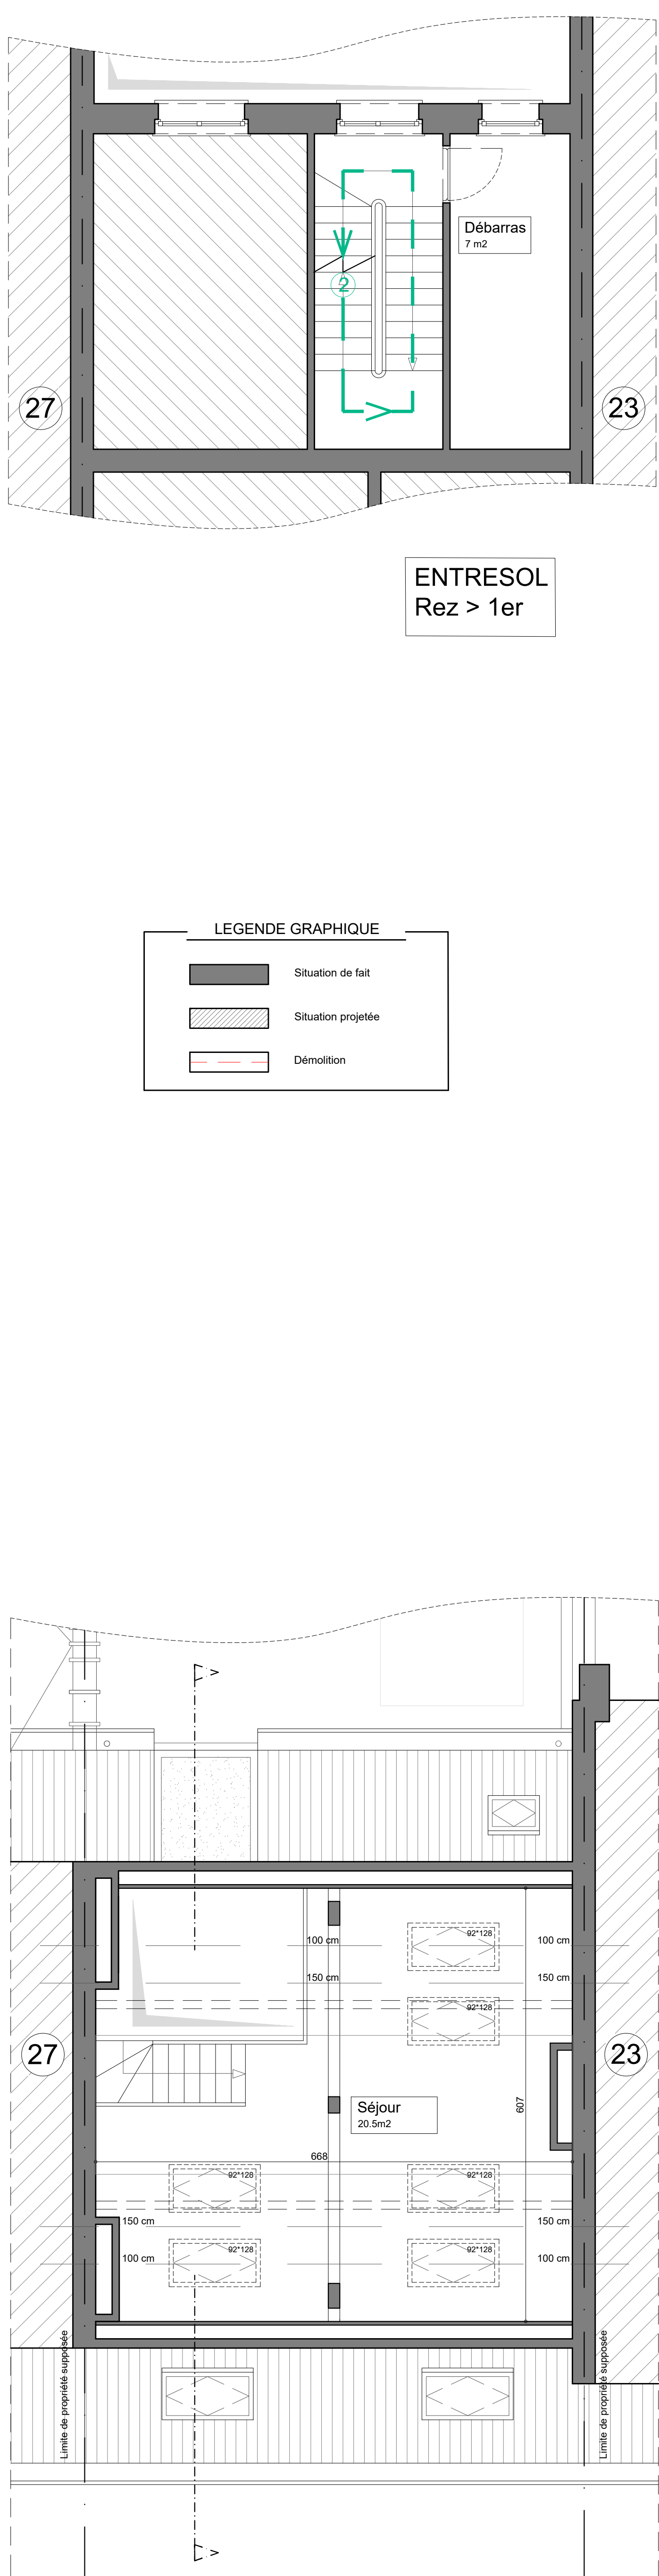 Débarras
7 m2
2
27
23
ENTRESOL
Rez > 1er
LEGENDE GRAPHIQUE
Situation de fait
Situation projetée
Démolition
92*128
100 cm
100 cm
150 cm
150 cm
92*128
27
23
Séjour
20.5m2
607
668
92*128
92*128
150 cm
150 cm
92*128
92*128
100 cm
100 cm
Limite de propriété supposée
Limite de propriété supposée